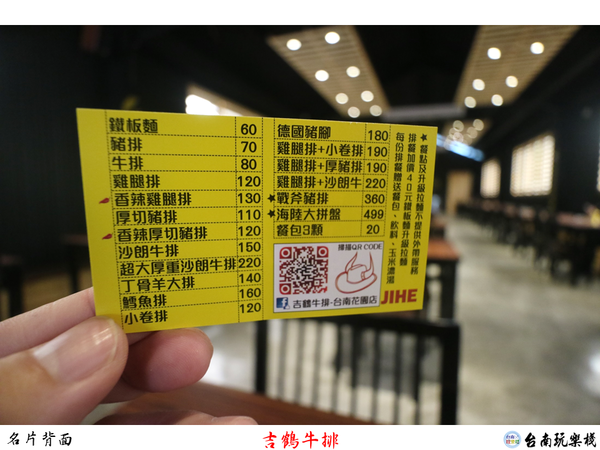 鐵板麵 60
豬排 70
牛排 80
雞腿排 120
香辣雞腿排 130
厚切豬排 110
香辣厚切豬排 120
沙朗牛排 150
超大厚重沙朗牛排 220
丁骨羊大排 140
鱈魚排 160
小卷排 120
德國豬腳 180
雞腿排+小卷排 190
雞腿排+厚豬排 190
雞腿排+沙朗牛 220
★戰斧豬排 360
★海陸大拼盤 499
餐包3顆 20
掃描QR CODE
吉鶴牛排-台南花園店
JIHE
★餐點及升級拉麵不提供外帶服務
排餐加價40元鐵板麵升級拉麵
每份排餐贈送餐包、飲料、玉米濃湯
名片背面
吉鶴牛排
台南玩樂棧